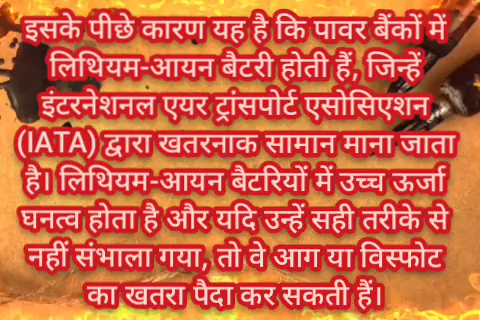 इसके पीछे कारण यह है कि पावर बैंकों में
लिथियम-आयन बैटरी होती हैं, जिन्हें
इंटरनेशनल एयर ट्रांसपोर्ट एसोसिएशन
(IATA) द्वारा खतरनाक सामान माना जाता
है। लिथियम-आयन बैटरियों में उच्च ऊर्जा
घनत्व होता है और यदि उन्हें सही तरीके से
नहीं संभाला गया, तो वे आग या विस्फोट
का खतरा पैदा कर सकती हैं।